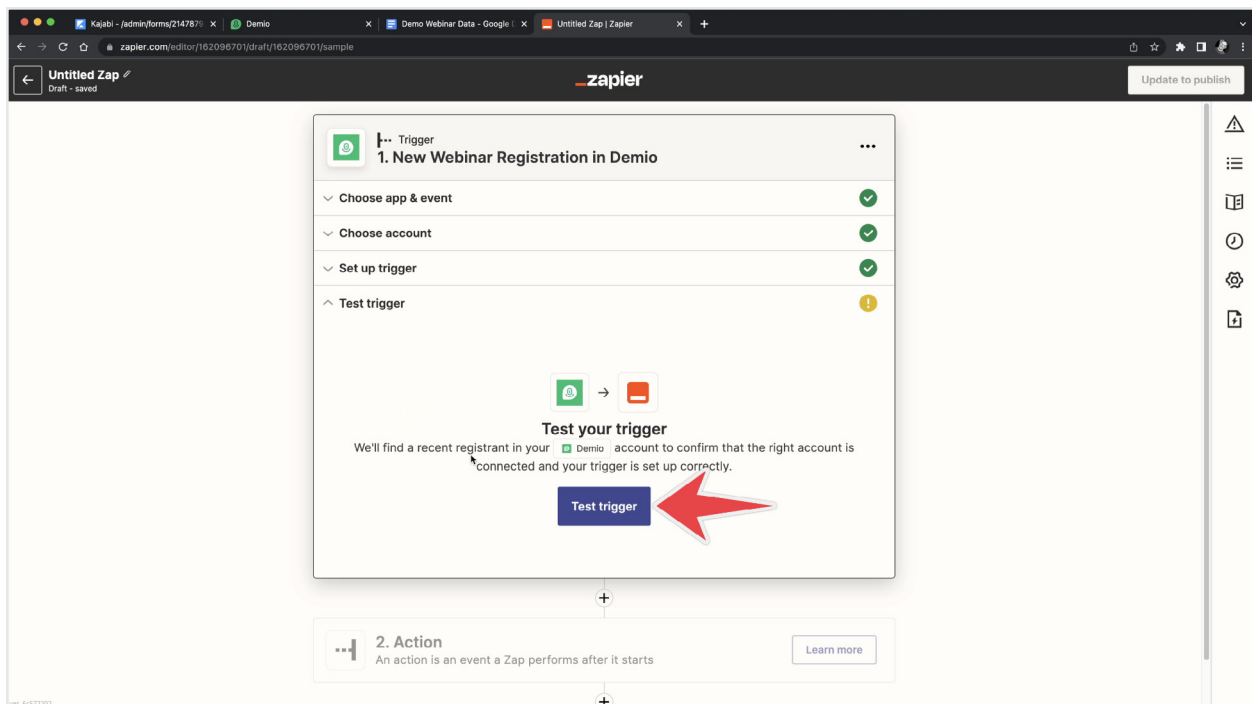 Kajabi - /admin/forms/2147879
Demio
Demo Webinar Data - Google D
Untitled Zap | Zapier
zapier.com/editor/162096701/draft/162096701/sample
Untitled Zap
Draft - saved
_zapier
Update to publish
Trigger
1. New Webinar Registration in Demio
Choose app & event
Choose account
Set up trigger
Test trigger
Test your trigger
We'll find a recent registrant in your Demio account to confirm that the right account is
connected and your trigger is set up correctly.
Test trigger
2. Action
An action is an event a Zap performs after it starts
Learn more